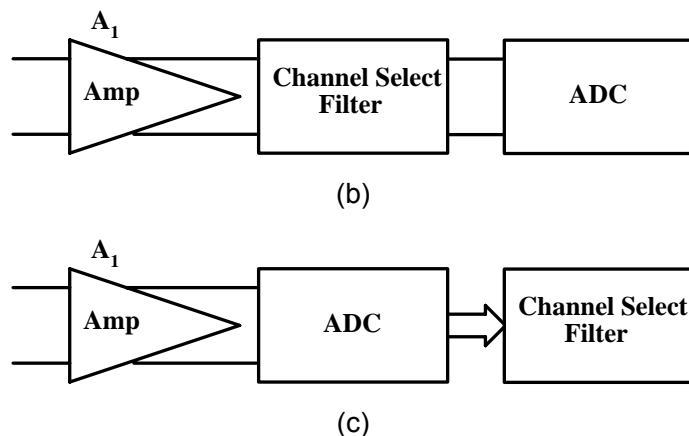 A1
Amp
Channel Select
Filter
ADC
(b)
A1
Amp
ADC
Channel Select
Filter
(c)